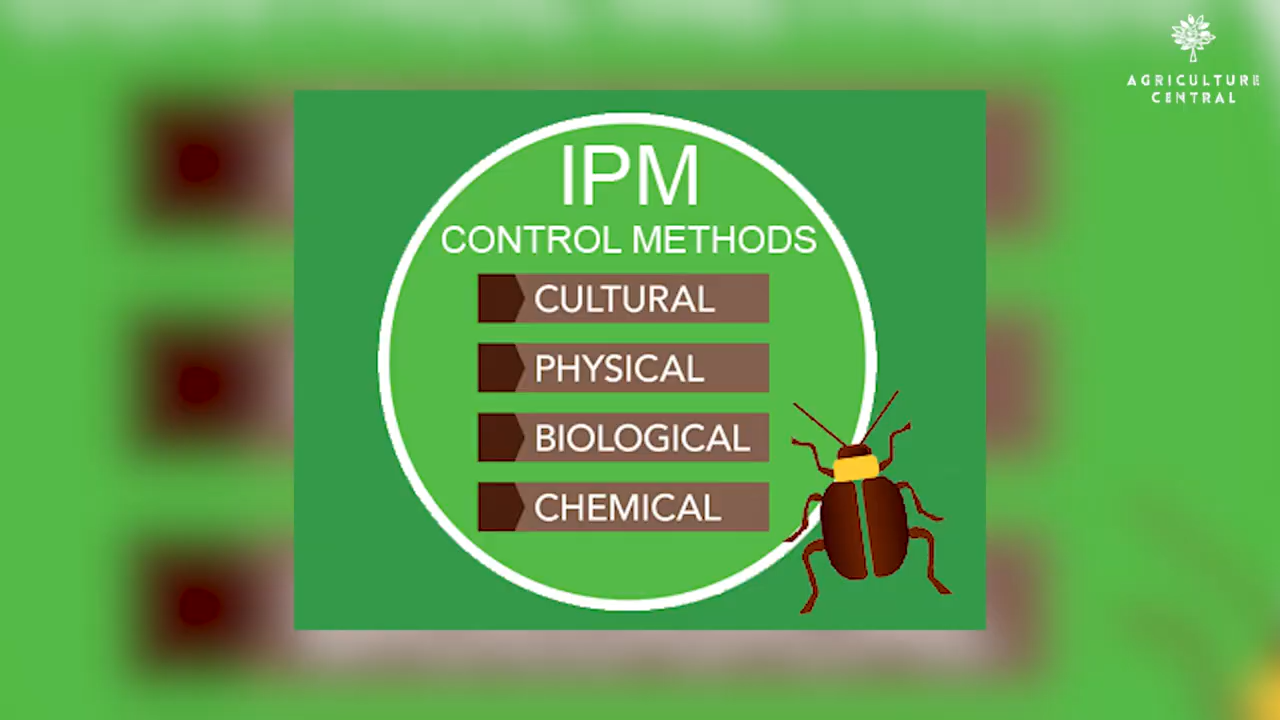 AGRICULTURE
CENTRAL
IPM
CONTROL METHODS
CULTURAL
PHYSICAL
BIOLOGICAL
CHEMICAL